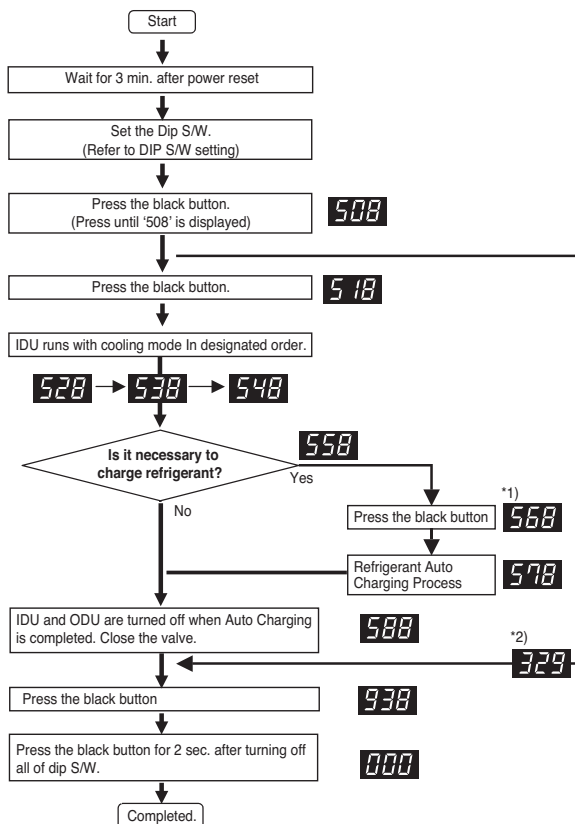 Start
Wait for 3 min. after power reset
Set the Dip S/W.
(Refer to DIP S/W setting)
Press the black button.
(Press until ‘508’ is displayed)
508
Press the black button.
518
IDU runs with cooling mode In designated order.
528
538
548
Is it necessary to
charge refrigerant?
558
Yes
No
*1)
Press the black button
568
Refrigerant Auto
Charging Process
578
IDU and ODU are turned off when Auto Charging
is completed. Close the valve.
588
*2)
329
Press the black button
938
Press the black button for 2 sec. after turning off
all of dip S/W.
000
Completed.